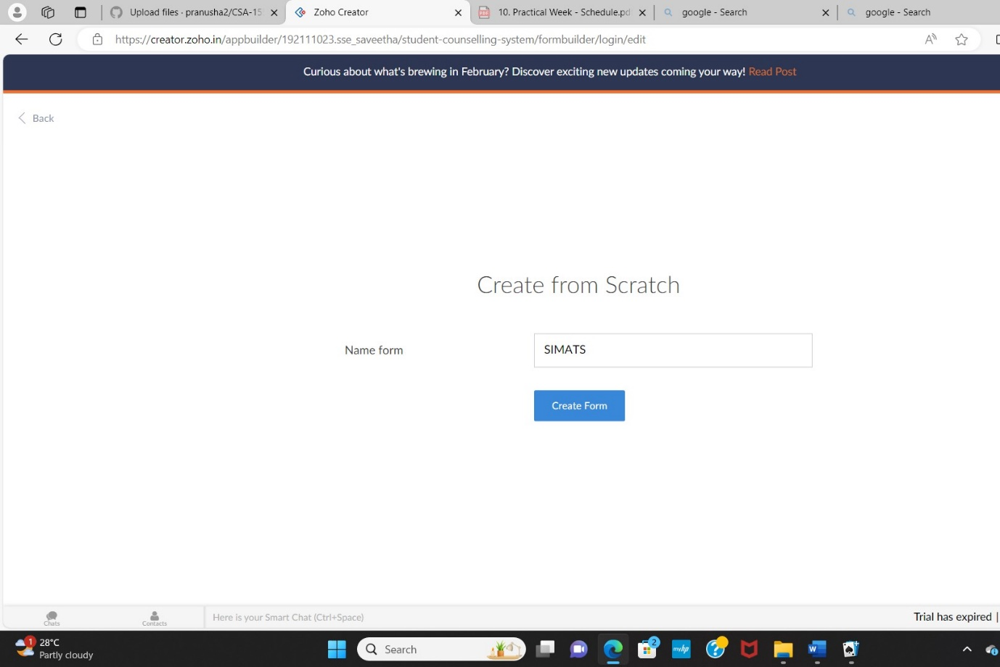 Upload files · pranusha2/CSA-15
Zoho Creator
10. Practical Week - Schedule.pd
google - Search
google - Search
https://creator.zoho.in/appbuilder/192111023.sse_saveetha/student-counselling-system/formbuilder/login/edit
Curious about what's brewing in February? Discover exciting new updates coming your way! Read Post
Back
Create from Scratch
Name form
SIMATS
Create Form
Chats
Contacts
Here is your Smart Chat (Ctrl+Space)
Trial has expired |
1
28°C
Partly cloudy
Search
2
myhp